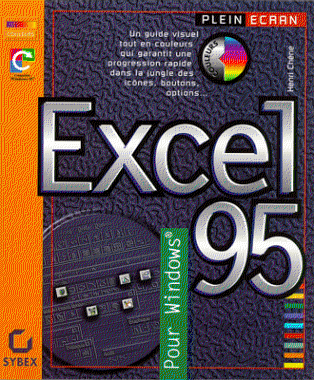 PLEIN ECRAN
Un guide visuel
tout en couleurs
qui garantit une
progression rapide
dans la jungle des
icônes, boutons,
options...
Henri Chêne
Excel
95
Pour Windows®
SYBEX